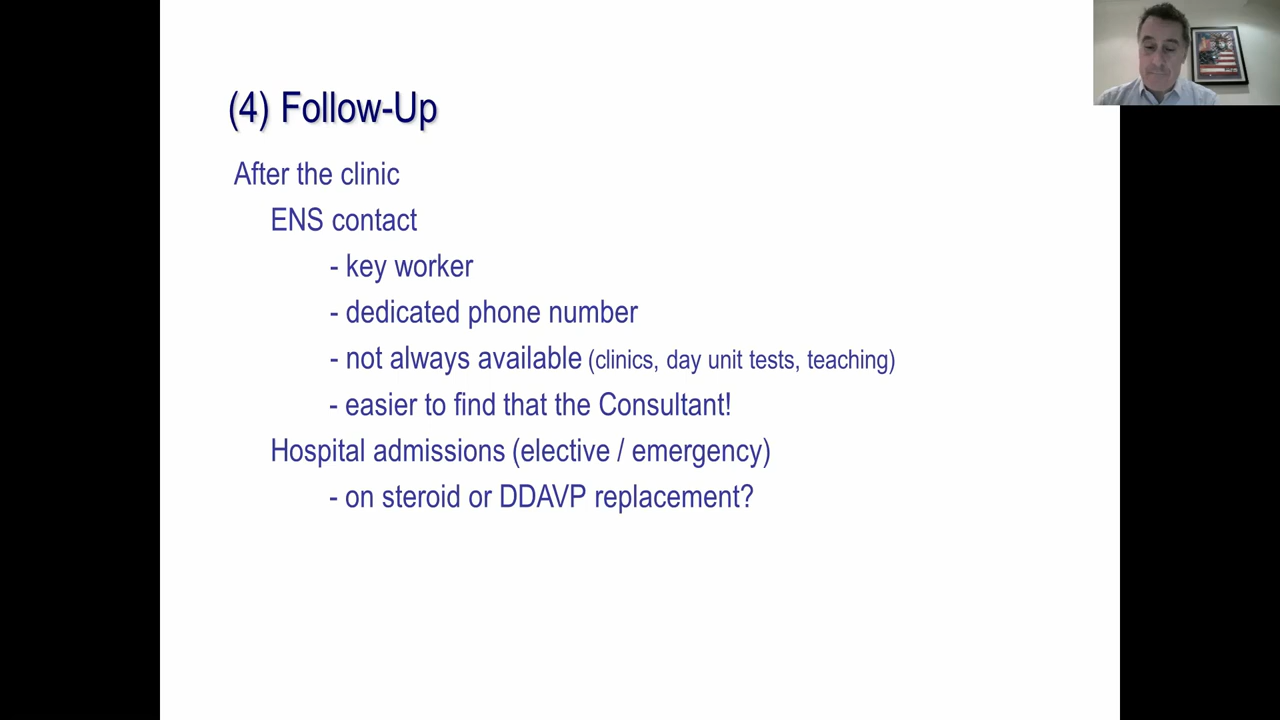 (4) Follow-Up
After the clinic
ENS contact
- key worker
- dedicated phone number
- not always available (clinics, day unit tests, teaching)
- easier to find that the Consultant!
Hospital admissions (elective / emergency)
- on steroid or DDAVP replacement?